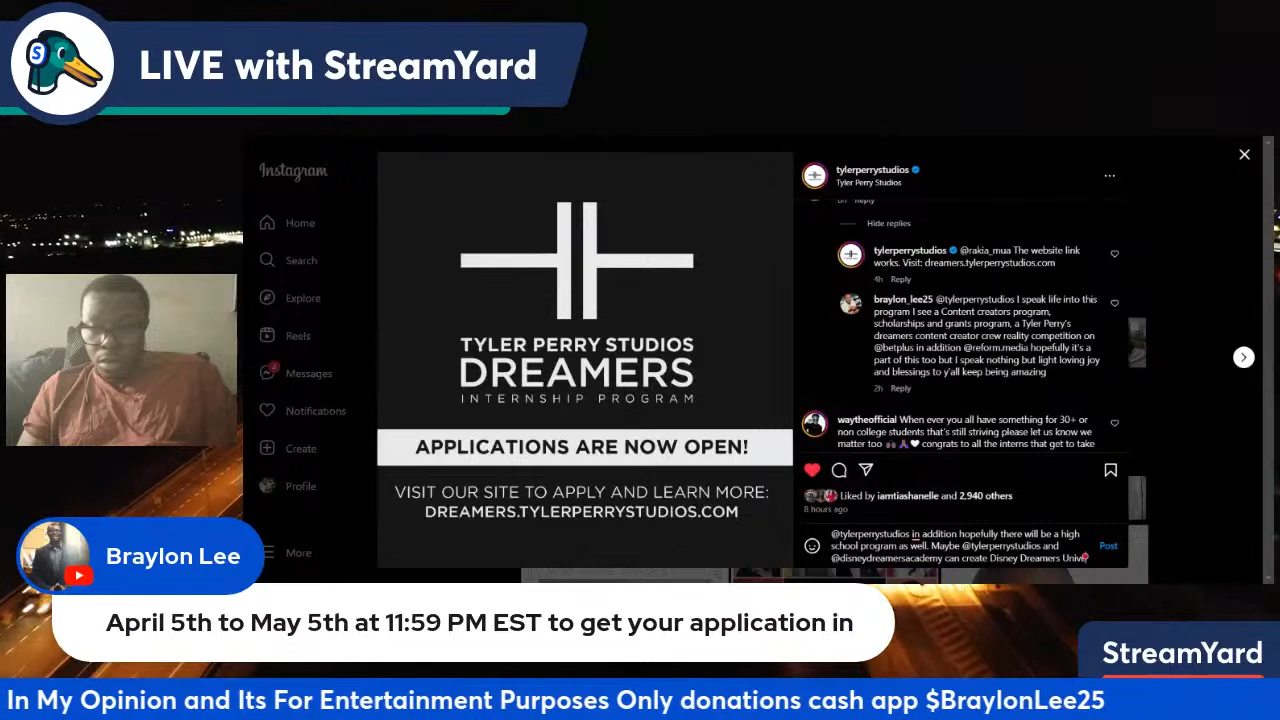 LIVE with StreamYard
Instagram
Home
Search
Explore
Reels
Messages
Notifications
Create
Profile
More
TYLER PERRY STUDIOS
DREAMERS
INTERNSHIP PROGRAM
APPLICATIONS ARE NOW OPEN!
VISIT OUR SITE TO APPLY AND LEARN MORE:
DREAMERS.TYLERPERRYSTUDIOS.COM
tylerperrystudios
Tyler Perry Studios
Reply
Hide replies
tylerperrystudios @rakia_mua The website link
works. Visit: dreamers.tylerperrystudios.com
4h Reply
braylon_lee25 @tylerperrystudios I speak life into this
program I see a Content creators program,
scholarships and grants program, a Tyler Perry's
dreamers content creator crew reality competition on
@betplus in addition @reform.media hopefully it's a
part of this too but I speak nothing but light loving joy
and blessings to y'all keep being amazing
2h Reply
waytheofficial When ever you all have something for 30+ or
non college students that's still striving please let us know we
matter too congrats to all the interns that get to take
Liked by iamtiashanelle and 2,940 others
8 hours ago
@tylerperrystudios in addition hopefully there will be a high
school program as well. Maybe @tylerperrystudios and
@disneydreamersacademy can create Disney Dreamers Unive
Post
Braylon Lee
April 5th to May 5th at 11:59 PM EST to get your application in
StreamYard
In My Opinion and Its For Entertainment Purposes Only donations cash app $BraylonLee25